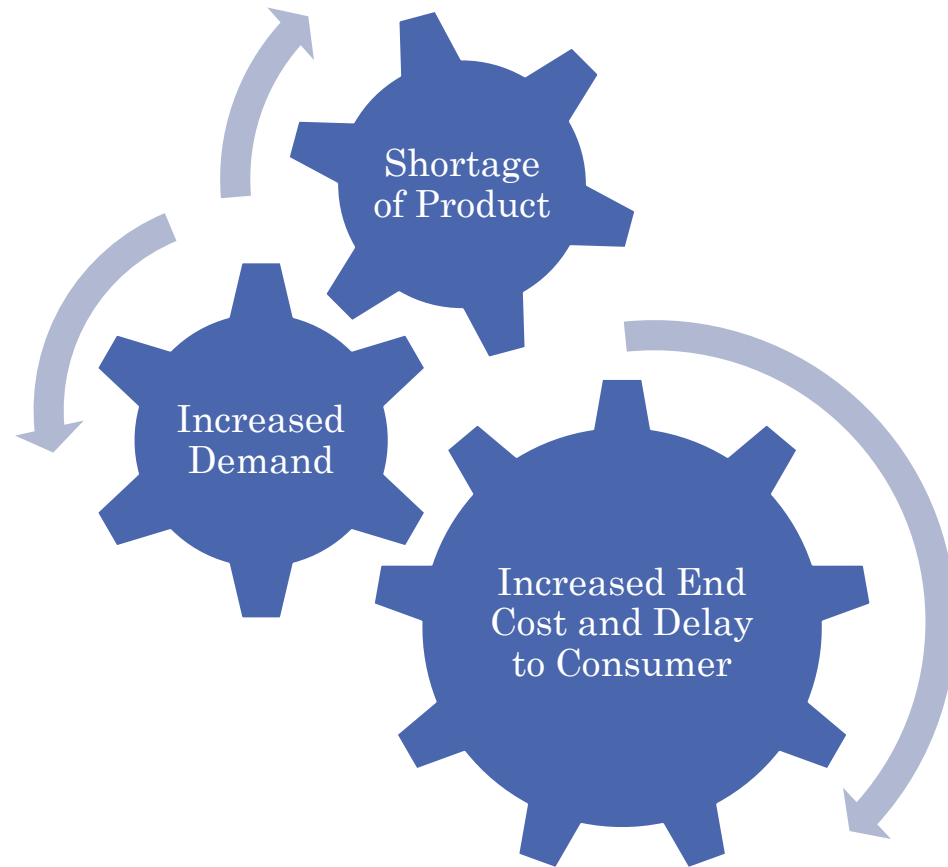 Shortage
of Product
Increased
Demand
Increased End
Cost and Delay
to Consumer